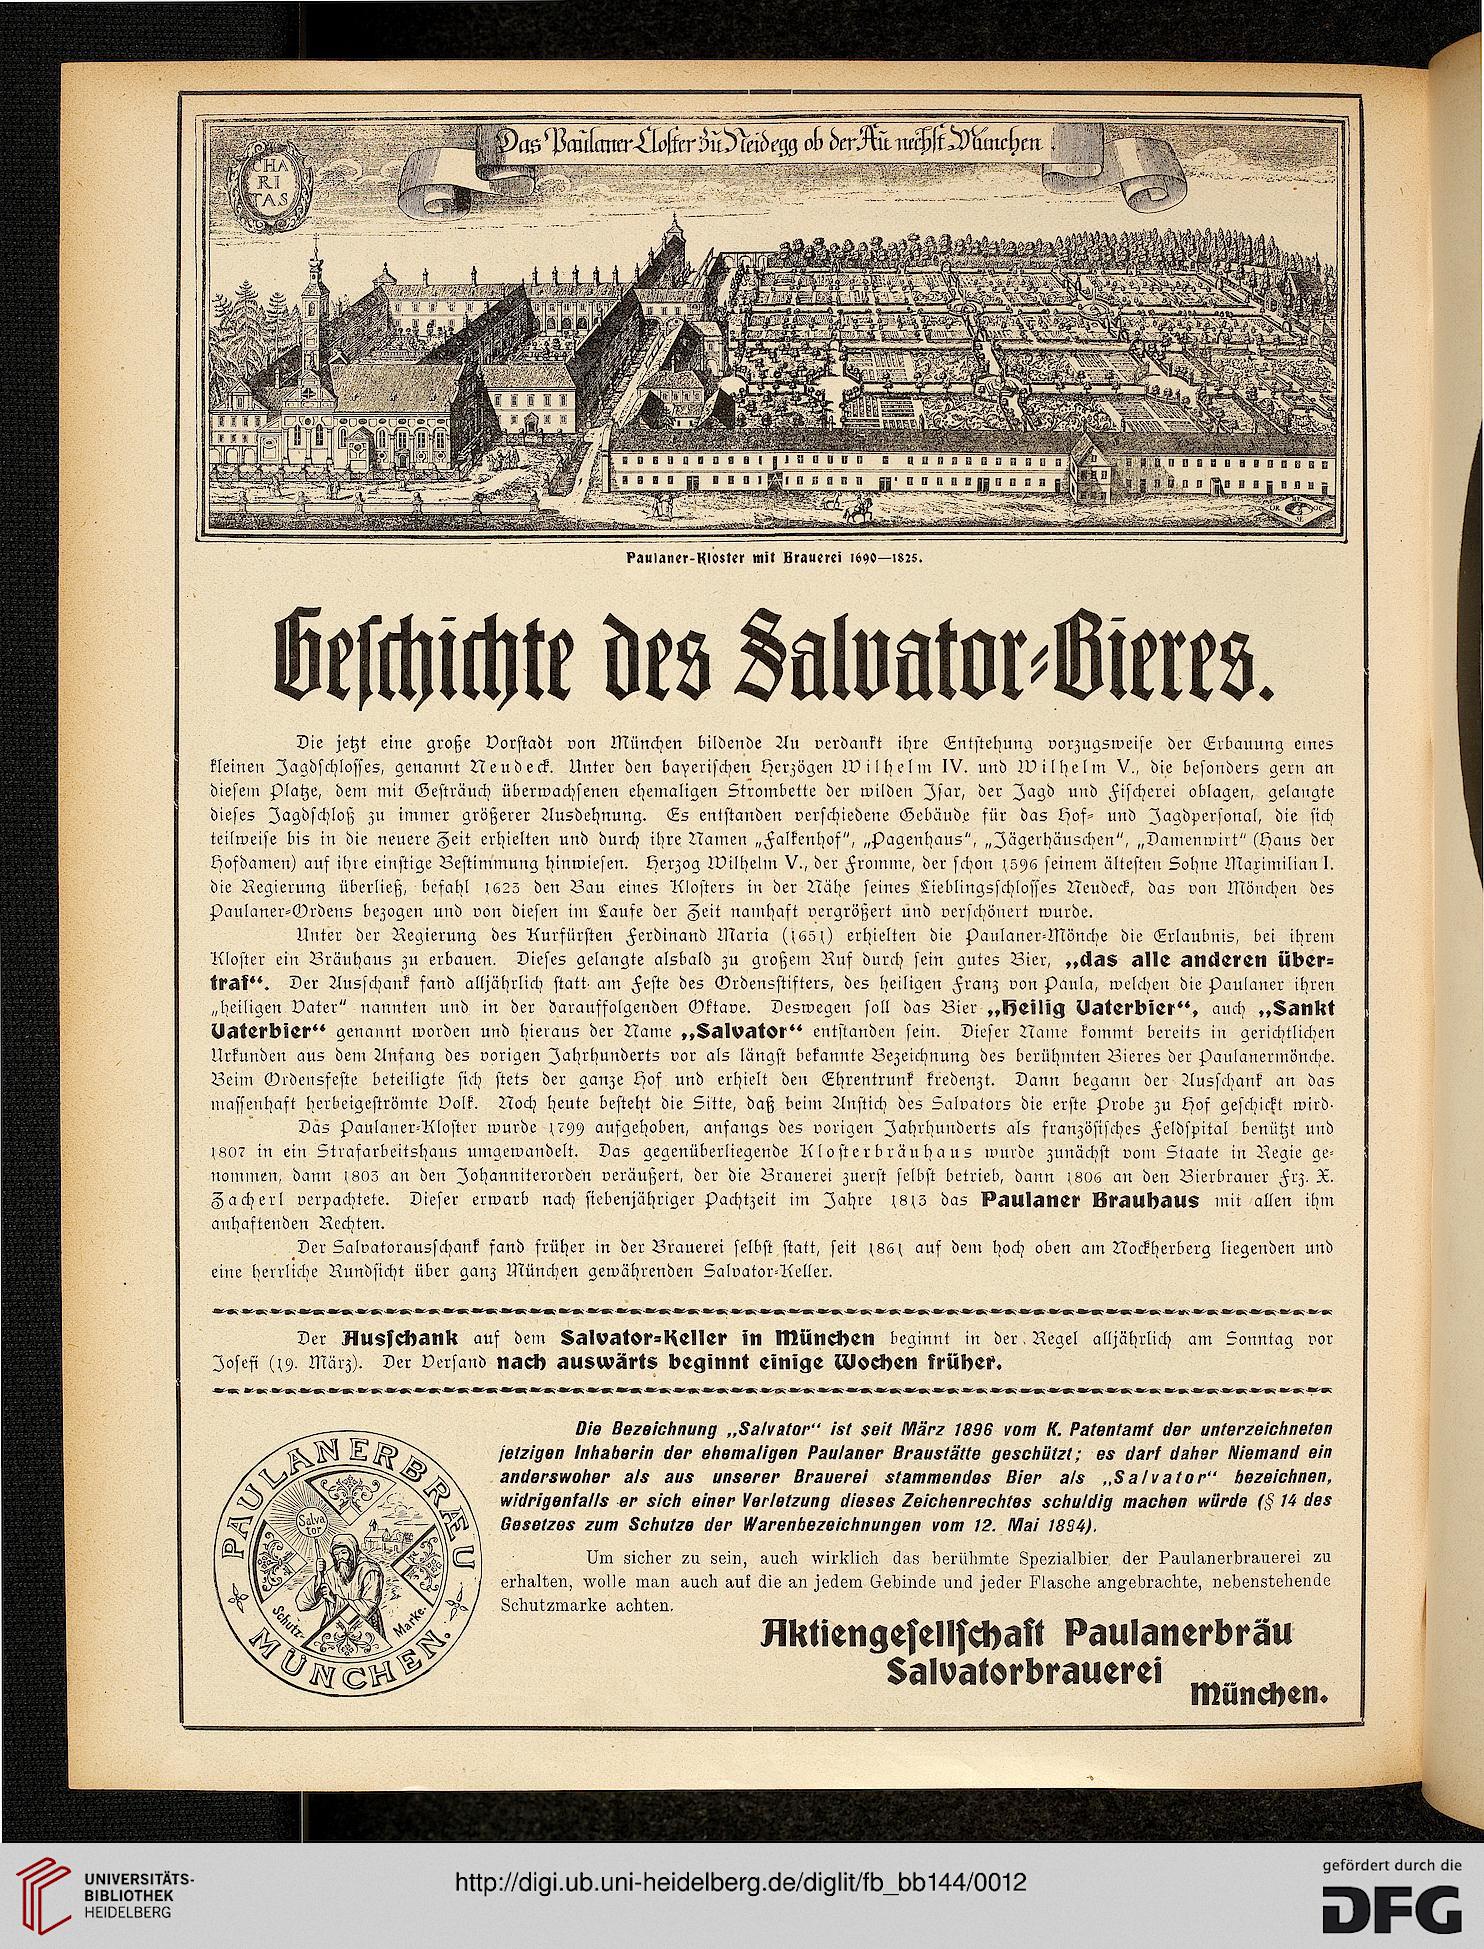 CHA
RI
TAS
Das Paulaner Closter zu Neidegg ob der Au nechst München.
Paulaner-Kloster mit Brauerei 1690—1825.
Geſchichte des Salvator-Bieres.
Die jetzt eine große Vorſtadt von München bildende Au verdankt ihre Entſtehung vorzugsweiſe der Erbauung eines
kleinen Jagdſchloſſes, genannt Neudeck. Unter den bayeriſchen Herzögen Wilhelm IV. und Wilhelm V., die beſonders gern an
dieſem Platze, dem mit Geſträuch überwachſenen ehemaligen Strombette der wilden Iſar, der Jagd und Fiſcherei oblagen, gelangte
dieſes Jagdſchloß zu immer größerer Ausdehnung. Es entſtanden verſchiedene Gebäude für das Hof- und Jagdperſonal, die ſich
teilweiſe bis in die neuere Zeit erhielten und durch ihre Namen „Falkenhof", „Pagenhaus", „Jägerhäuschen", „Damenwirt" (Haus der
Hofdamen) auf ihre einſtige Beſtimmung hinwieſen. Herzog Wilhelm V., der Fromme, der ſchon 1596 ſeinem älteſten Sohne Maximilian I.
die Regierung überließ, befahl 1623 den Bau eines Kloſters in der Nähe ſeines Lieblingsſchloſſes Neudeck, das von Mönchen des
Paulaner-Ordens bezogen und von dieſen im Laufe der Zeit namhaft vergrößert und verſchönert wurde.
Unter der Regierung des Kurfürſten Ferdinand Maria (1651) erhielten die Paulaner-Mönche die Erlaubnis, bei ihrem
Kloſter ein Bräuhaus zu erbauen. Dieſes gelangte alsbald zu großem Ruf durch ſein gutes Bier, „das alle anderen über-
traf". Der Ausſchank fand alljährlich ſtatt am Feſte des Ordensſtifters, des heiligen Franz von Paula, welchen die Paulaner ihren
„heiligen Vater" nannten und in der darauffolgenden Oktave. Deswegen ſoll das Bier „Heilig Vaterbier", auch „Sankt
Vaterbier" genannt worden und hieraus der Name „Salvator" entſtanden ſein. Dieſer Name kommt bereits in gerichtlichen
Urkunden aus dem Anfang des vorigen Jahrhunderts vor als längſt bekannte Bezeichnung des berühmten Bieres der Paulanermönche.
Beim Ordensfeſte beteiligte ſich ſtets der ganze Hof und erhielt den Ehrentrunk kredenzt. Dann begann der Ausſchank an das
maſſenhaft herbeigeſtrömte Volk. Noch heute beſteht die Sitte, daß beim Anſtich des Salvators die erſte Probe zu Hof geſchickt wird.
Das Paulaner-Kloſter wurde 1799 aufgehoben, anfangs des vorigen Jahrhunderts als franzöſiſches Feldſpital benützt und
1807 in ein Strafarbeitshaus umgewandelt. Das gegenüberliegende Kloſterbräuhaus wurde zunächſt vom Staate in Regie ge-
nommen, dann 1803 an den Johanniterorden veräußert, der die Brauerei zuerſt ſelbſt betrieb, dann 1806 an den Bierbrauer Frz. X.
Zacherl verpachtete. Dieſer erwarb nach ſiebenjähriger Pachtzeit im Jahre 1813 das Paulaner Brauhaus mit allen ihm
anhaftenden Rechten.
Der Salvatorausſchank fand früher in der Brauerei ſelbſt ſtatt, ſeit 1861 auf dem hoch oben am Nockherberg liegenden und
eine herrliche Rundſicht über ganz München gewährenden Salvator-Keller.
Der Ausſchank auf dem Salvator-Keller in München beginnt in der Regel alljährlich am Sonntag vor
Joſefi (19. März). Der Verſand nach auswärts beginnt einige Wochen früher.
Die Bezeichnung „Salvator" ist seit März 1896 vom K. Patentamt der unterzeichneten
jetzigen Inhaberin der ehemaligen Paulaner Braustätte geschützt; es darf daher Niemand ein
anderswoher als aus unserer Brauerei stammendes Bier als „Salvator" bezeichnen,
widrigenfalls er sich einer Verletzung dieses Zeichenrechtes schuldig machen würde (§ 14 des
Gesetzes zum Schutze der Warenbezeichnungen vom 12. Mai 1894).
Um sicher zu sein, auch wirklich das berühmte Spezialbier der Paulanerbrauerei zu
erhalten, wolle man auch auf die an jedem Gebinde und jeder Flasche angebrachte, nebenstehende
Schutzmarke achten.
PAULANERBRÆU
Salva
tor
Schutz- Marke.
MÜNCHEN.
Aktiengeſellſchaft Paulanerbräu
Salvatorbrauerei
München.
UNIVERSITÄTS-
BIBLIOTHEK
HEIDELBERG
http://digi.ub.uni-heidelberg.de/diglit/fb_bb144/0012
gefördert durch die
DFG